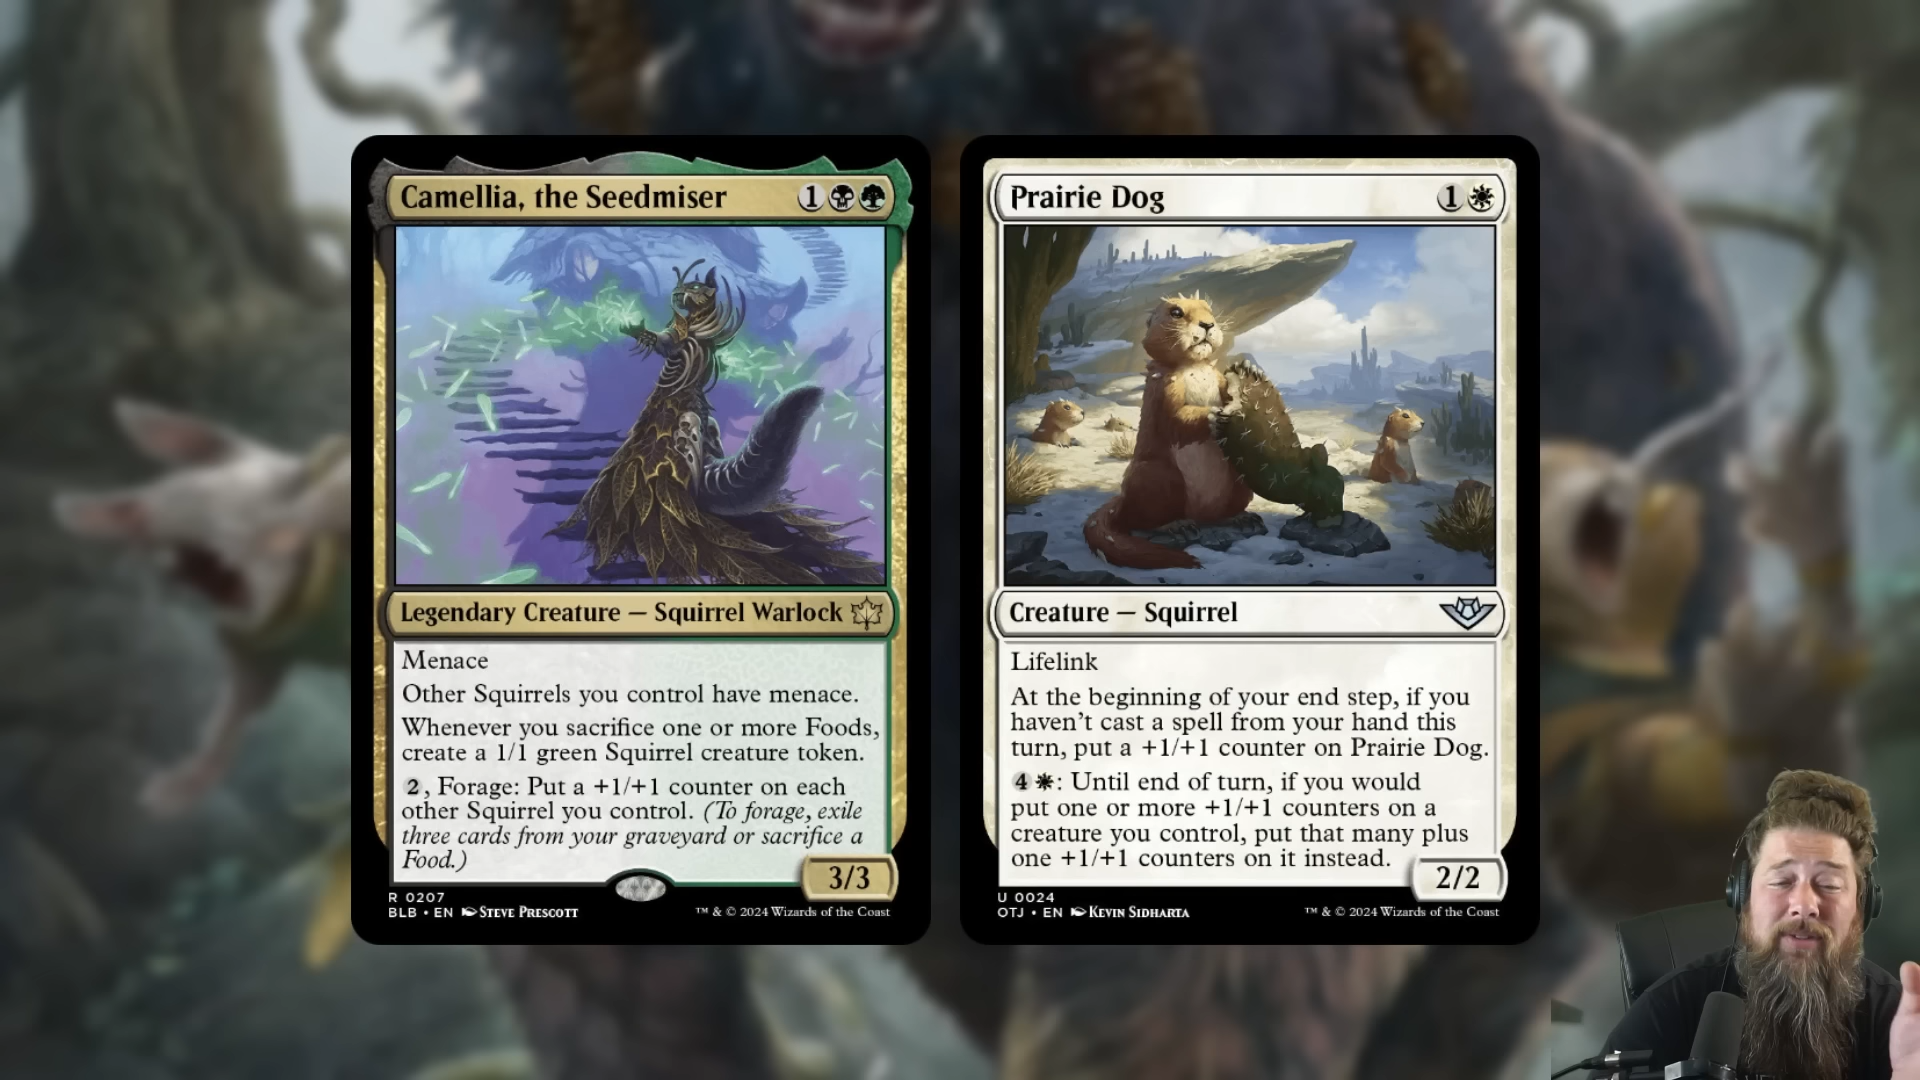 Camellia, the Seedmiser 1
Legendary Creature — Squirrel Warlock
Menace
Other Squirrels you control have menace.
Whenever you sacrifice one or more Foods,
create a 1/1 green Squirrel creature token.
2, Forage: Put a +1/+1 counter on each
other Squirrel you control. (To forage, exile
three cards from your graveyard or sacrifice a
Food.)
3/3
R 0207
BLB • EN STEVE PRESCOTT
™ & © 2024 Wizards of the Coast
Prairie Dog 1
Creature — Squirrel
Lifelink
At the beginning of your end step, if you
haven't cast a spell from your hand this
turn, put a +1/+1 counter on Prairie Dog.
4: Until end of turn, if you would
put one or more +1/+1 counters on a
creature you control, put that many plus
one +1/+1 counters on it instead.
2/2
U 0024
OTJ • EN KEVIN SIDHARTA
™ & © 2024 Wizards of the Coast